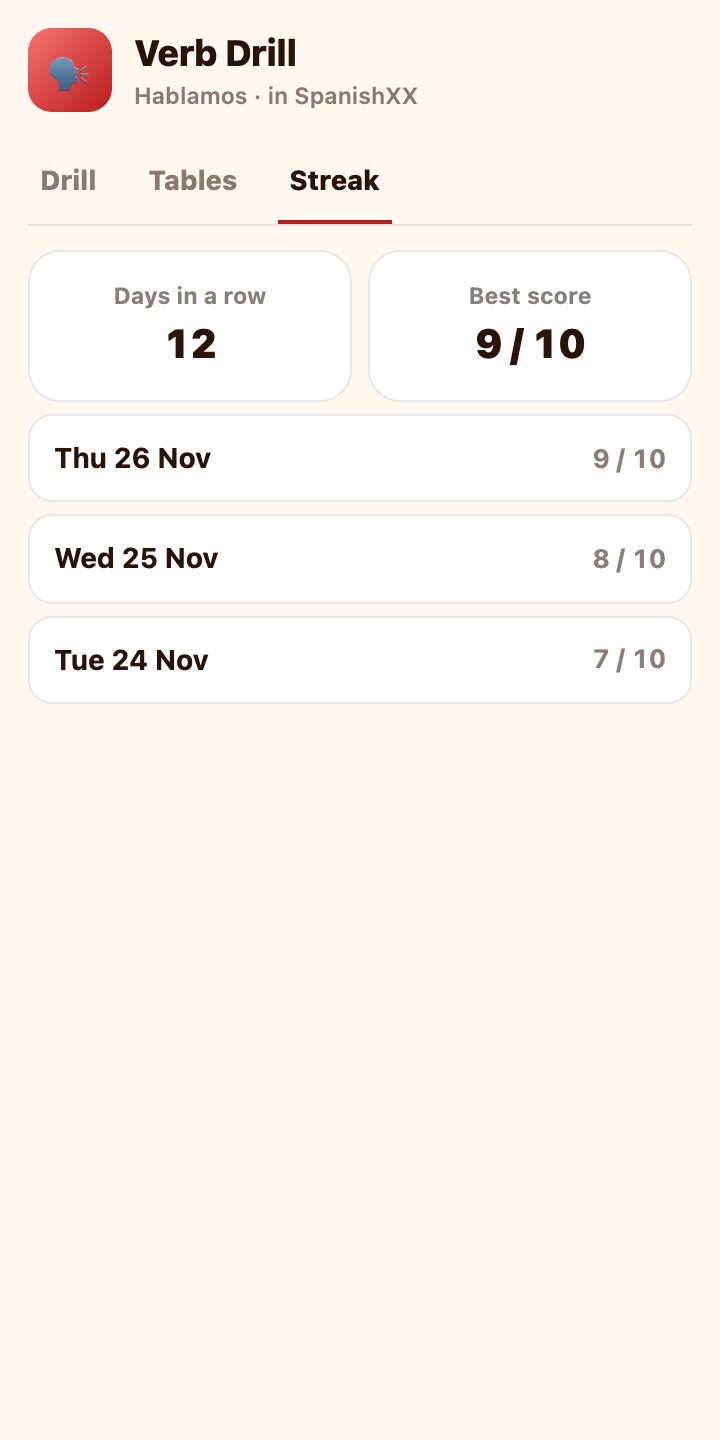 Verb Drill
Hablamos · in SpanishXX
Drill Tables Streak
Days in a row
12
Best score
9 / 10
Thu 26 Nov 9 / 10
Wed 25 Nov 8 / 10
Tue 24 Nov 7 / 10